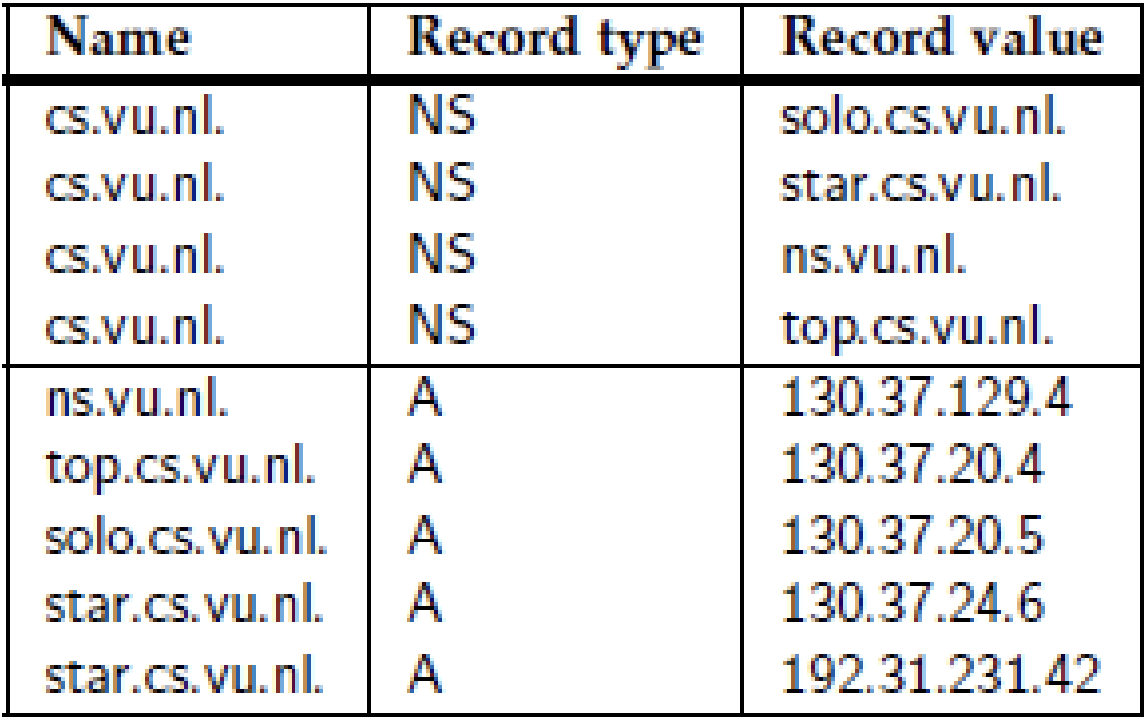 Name Record type Record value
cs.vu.nl. NS solo.cs.vu.nl.
cs.vu.nl. NS star.cs.vu.nl.
cs.vu.nl. NS ns.vu.nl.
cs.vu.nl. NS top.cs.vu.nl.
ns.vu.nl. A 130.37.129.4
top.cs.vu.nl. A 130.37.20.4
solo.cs.vu.nl. A 130.37.20.5
star.cs.vu.nl. A 130.37.24.6
star.cs.vu.nl. A 192.31.231.42